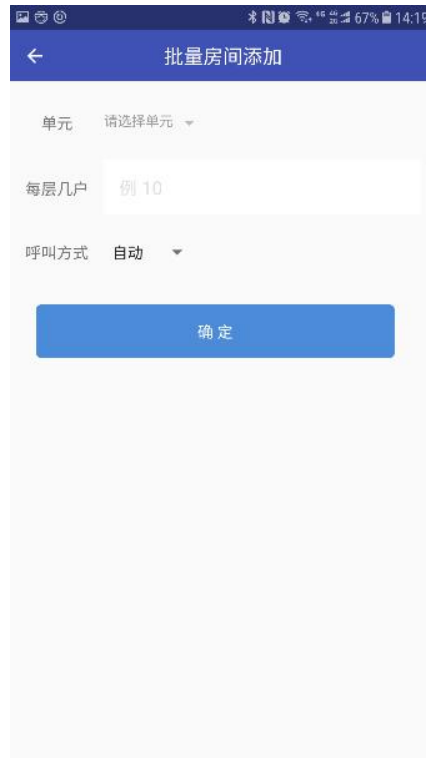 67% 14:19
批量房间添加
单元 请选择单元
每层几户 例 10
呼叫方式 自动
确定